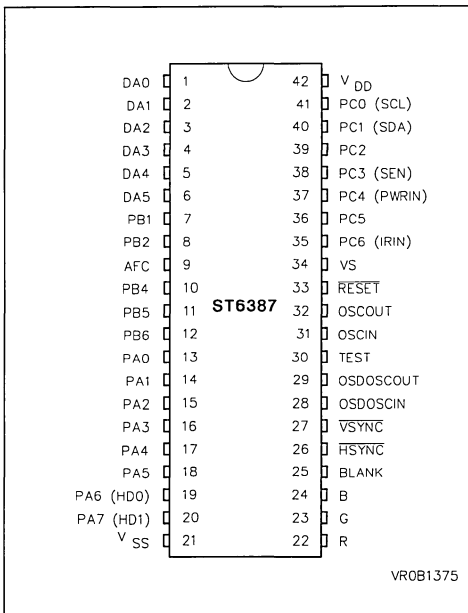 DA0 1 42 V DD
DA1 2 41 PC0 (SCL)
DA2 3 40 PC1 (SDA)
DA3 4 39 PC2
DA4 5 38 PC3 (SEN)
DA5 6 37 PC4 (PWRIN)
PB1 7 36 PC5
PB2 8 35 PC6 (IRIN)
AFC 9 34 VS
PB4 10 33 RESET
ST6387
PB5 11 32 OSCOUT
PB6 12 31 OSCIN
PA0 13 30 TEST
PA1 14 29 OSDOSCOUT
PA2 15 28 OSDOSCIN
PA3 16 27 VSYNC
PA4 17 26 HSYNC
PA5 18 25 BLANK
PA6 (HD0) 19 24 B
PA7 (HD1) 20 23 G
V SS 21 22 R
VR0B1375